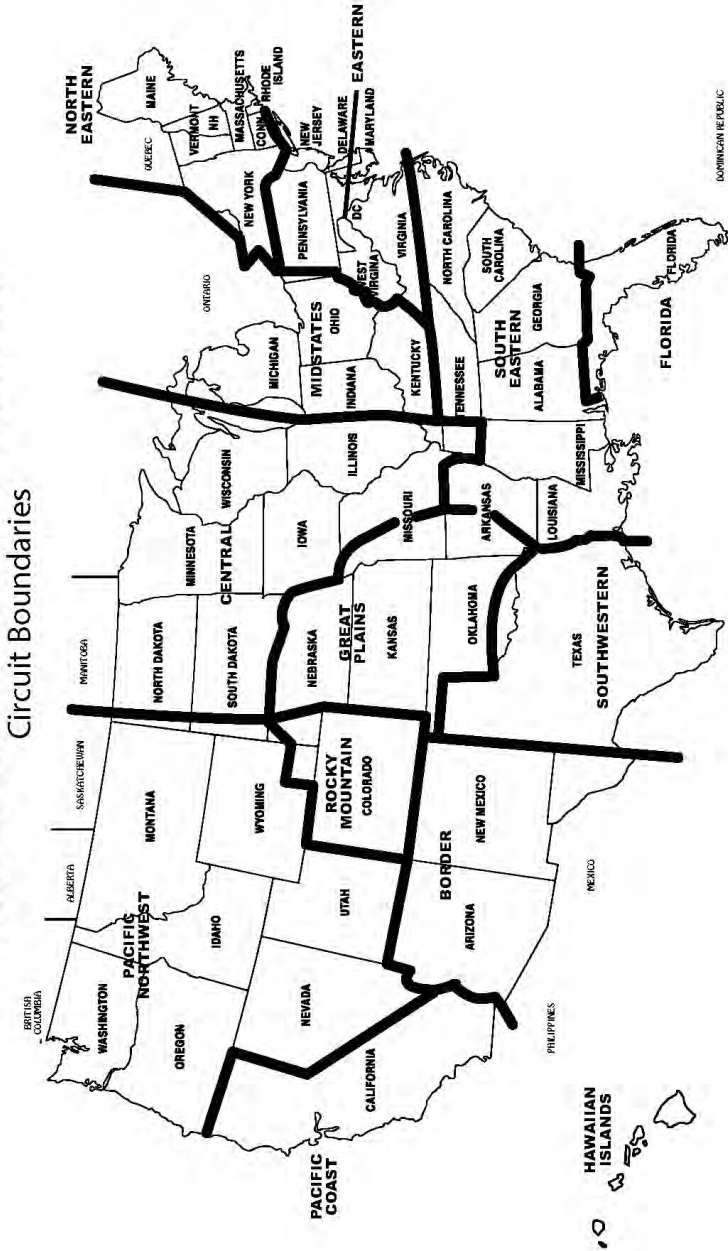 Circuit Boundaries
BRITISH
COLUMBIA
ALBERTA
SASKATCHEWAN
MANITOBA
ONTARIO
QUEBEC
NORTH
EASTERN
MAINE
VERMONT
NH
MASSACHUSETTS
CONN
RHODE
ISLAND
NEW YORK
NEW
JERSEY
PENNSYLVANIA
DELAWARE
MARYLAND
EASTERN
DC
WEST
VIRGINIA
VIRGINIA
WASHINGTON
PACIFIC
NORTHWEST
MONTANA
NORTH DAKOTA
MINNESOTA
SOUTH DAKOTA
CENTRAL
WISCONSIN
MICHIGAN
OREGON
IDAHO
WYOMING
NEBRASKA
IOWA
ILLINOIS
INDIANA
MIDSTATES
OHIO
NEVADA
UTAH
ROCKY
MOUNTAIN
COLORADO
GREAT
PLAINS
KANSAS
MISSOURI
KENTUCKY
CALIFORNIA
PACIFIC
COAST
ARIZONA
BORDER
NEW MEXICO
OKLAHOMA
ARKANSAS
TENNESSEE
NORTH CAROLINA
SOUTH
CAROLINA
SOUTH
EASTERN
GEORGIA
ALABAMA
MISSISSIPPI
LOUISIANA
TEXAS
SOUTHWESTERN
FLORIDA
FLORIDA
PHILIPPINES
MEXICO
DOMINICAN REPUBLIC
HAWAIIAN
ISLANDS